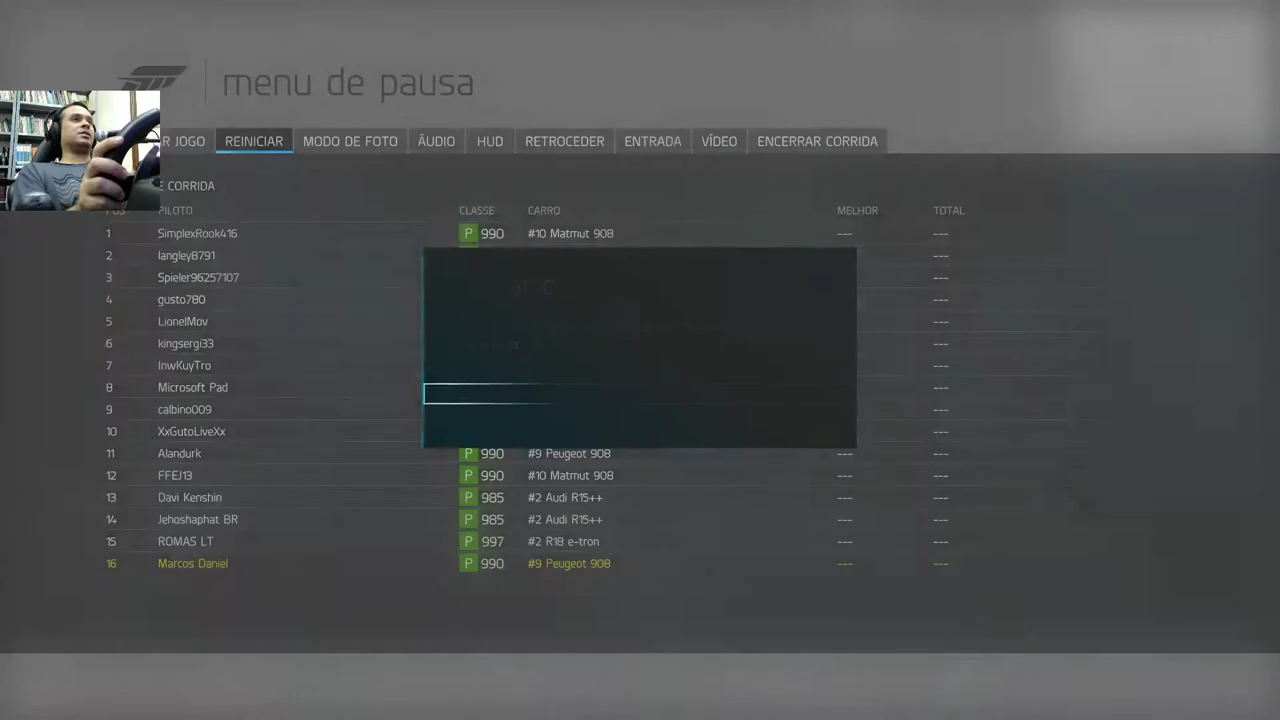 menu de pausa
R JOGO REINICIAR MODO DE FOTO ÁUDIO HUD RETROCEDER ENTRADA VÍDEO ENCERRAR CORRIDA
E CORRIDA
PILOTO CLASSE CARRO MELHOR TOTAL
1 SimplexRook416 P 990 #10 Matmut 908 --- ---
2 langley8791 ---
3 Spieler96257107 ---
4 gusto780 ---
5 LionelMov ---
6 kingsergi33 ---
7 InwKuyTro ---
8 Microsoft Pad ---
9 calbino009 ---
10 XxGutoLiveXx ---
11 Alandurk P 990 #9 Peugeot 908 --- ---
12 FFEJ13 P 990 #10 Matmut 908 --- ---
13 Davi Kenshin P 985 #2 Audi R15++ --- ---
14 Jehoshaphat BR P 985 #2 Audi R15++ --- ---
15 ROMAS LT P 997 #2 R18 e-tron --- ---
16 Marcos Daniel P 990 #9 Peugeot 908 --- ---